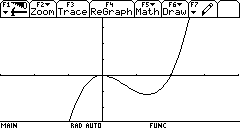 F1 F2 F3 F4 F5 F6 F7
Zoom Trace ReGraph Math Draw
MAIN RAD AUTO FUNC